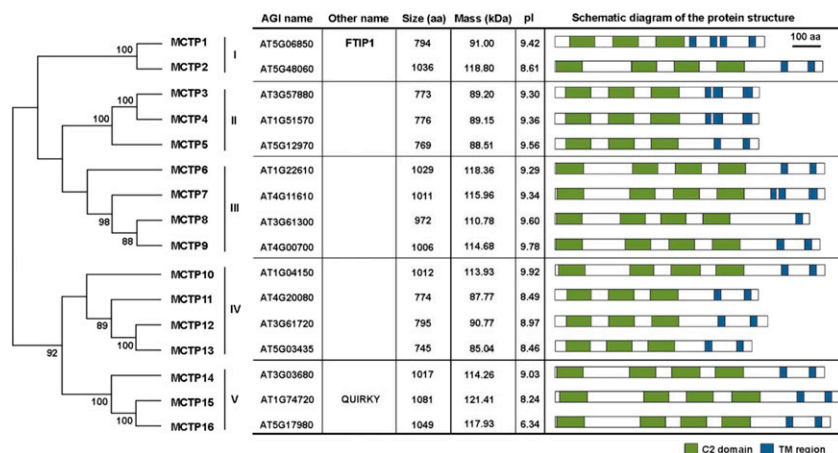 AGI name Other name Size (aa) Mass (kDa) pI Schematic diagram of the protein structure
MCTP1 AT5G06850 FTIP1 794 91.00 9.42 100 aa
100 I
MCTP2 AT5G48060 1036 118.80 8.61
MCTP3 AT3G57880 773 89.20 9.30
100
MCTP4 AT1G51570 776 89.15 9.36
100 II
MCTP5 AT5G12970 769 88.51 9.56
MCTP6 AT1G22610 1029 118.36 9.29
MCTP7 AT4G11610 1011 115.96 9.34
III
MCTP8 AT3G61300 972 110.78 9.60
98
88
MCTP9 AT4G00700 1006 114.68 9.78
MCTP10 AT1G04150 1012 113.93 9.92
MCTP11 AT4G20080 774 87.77 8.49
IV
MCTP12 AT3G61720 795 90.77 8.97
89
100
MCTP13 AT5G03435 745 85.04 8.46
92
MCTP14 AT3G03680 1017 114.26 9.03
MCTP15 V AT1G74720 QUIRKY 1081 121.41 8.24
100
100
MCTP16 AT5G17980 1049 117.93 6.34
C2 domain TM region